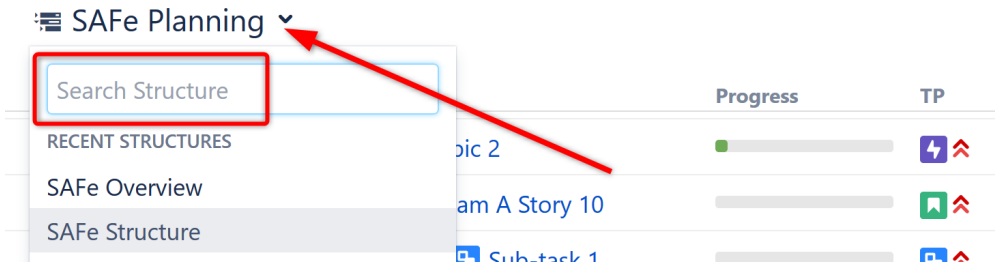 SAFe Planning
Search Structure
Progress TP
RECENT STRUCTURES
2
SAFe Overview
am A Story 10
SAFe Structure
Sub-task 1